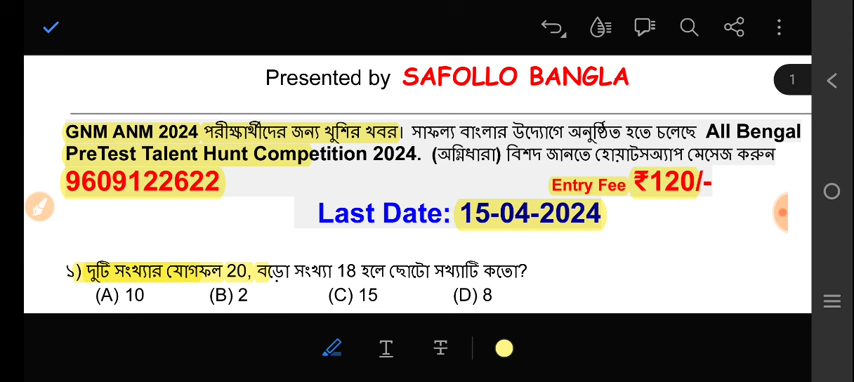 1
Presented by SAFOLLO BANGLA
GNM ANM 2024 পরীক্ষার্থীদের জন্য খুশির খবর। সাফল্য বাংলার উদ্যোগে অনুষ্ঠিত হতে চলেছে All Bengal
PreTest Talent Hunt Competition 2024. (অগ্নিধারা) বিশদ জানতে হোয়াটসঅ্যাপ মেসেজ করুন
9609122622 Entry Fee ₹120/-
Last Date: 15-04-2024
১) দুটি সংখ্যার যোগফল 20, বড়ো সংখ্যা 18 হলে ছোটো সখ্যাটি কতো?
(A) 10 (B) 2 (C) 15 (D) 8